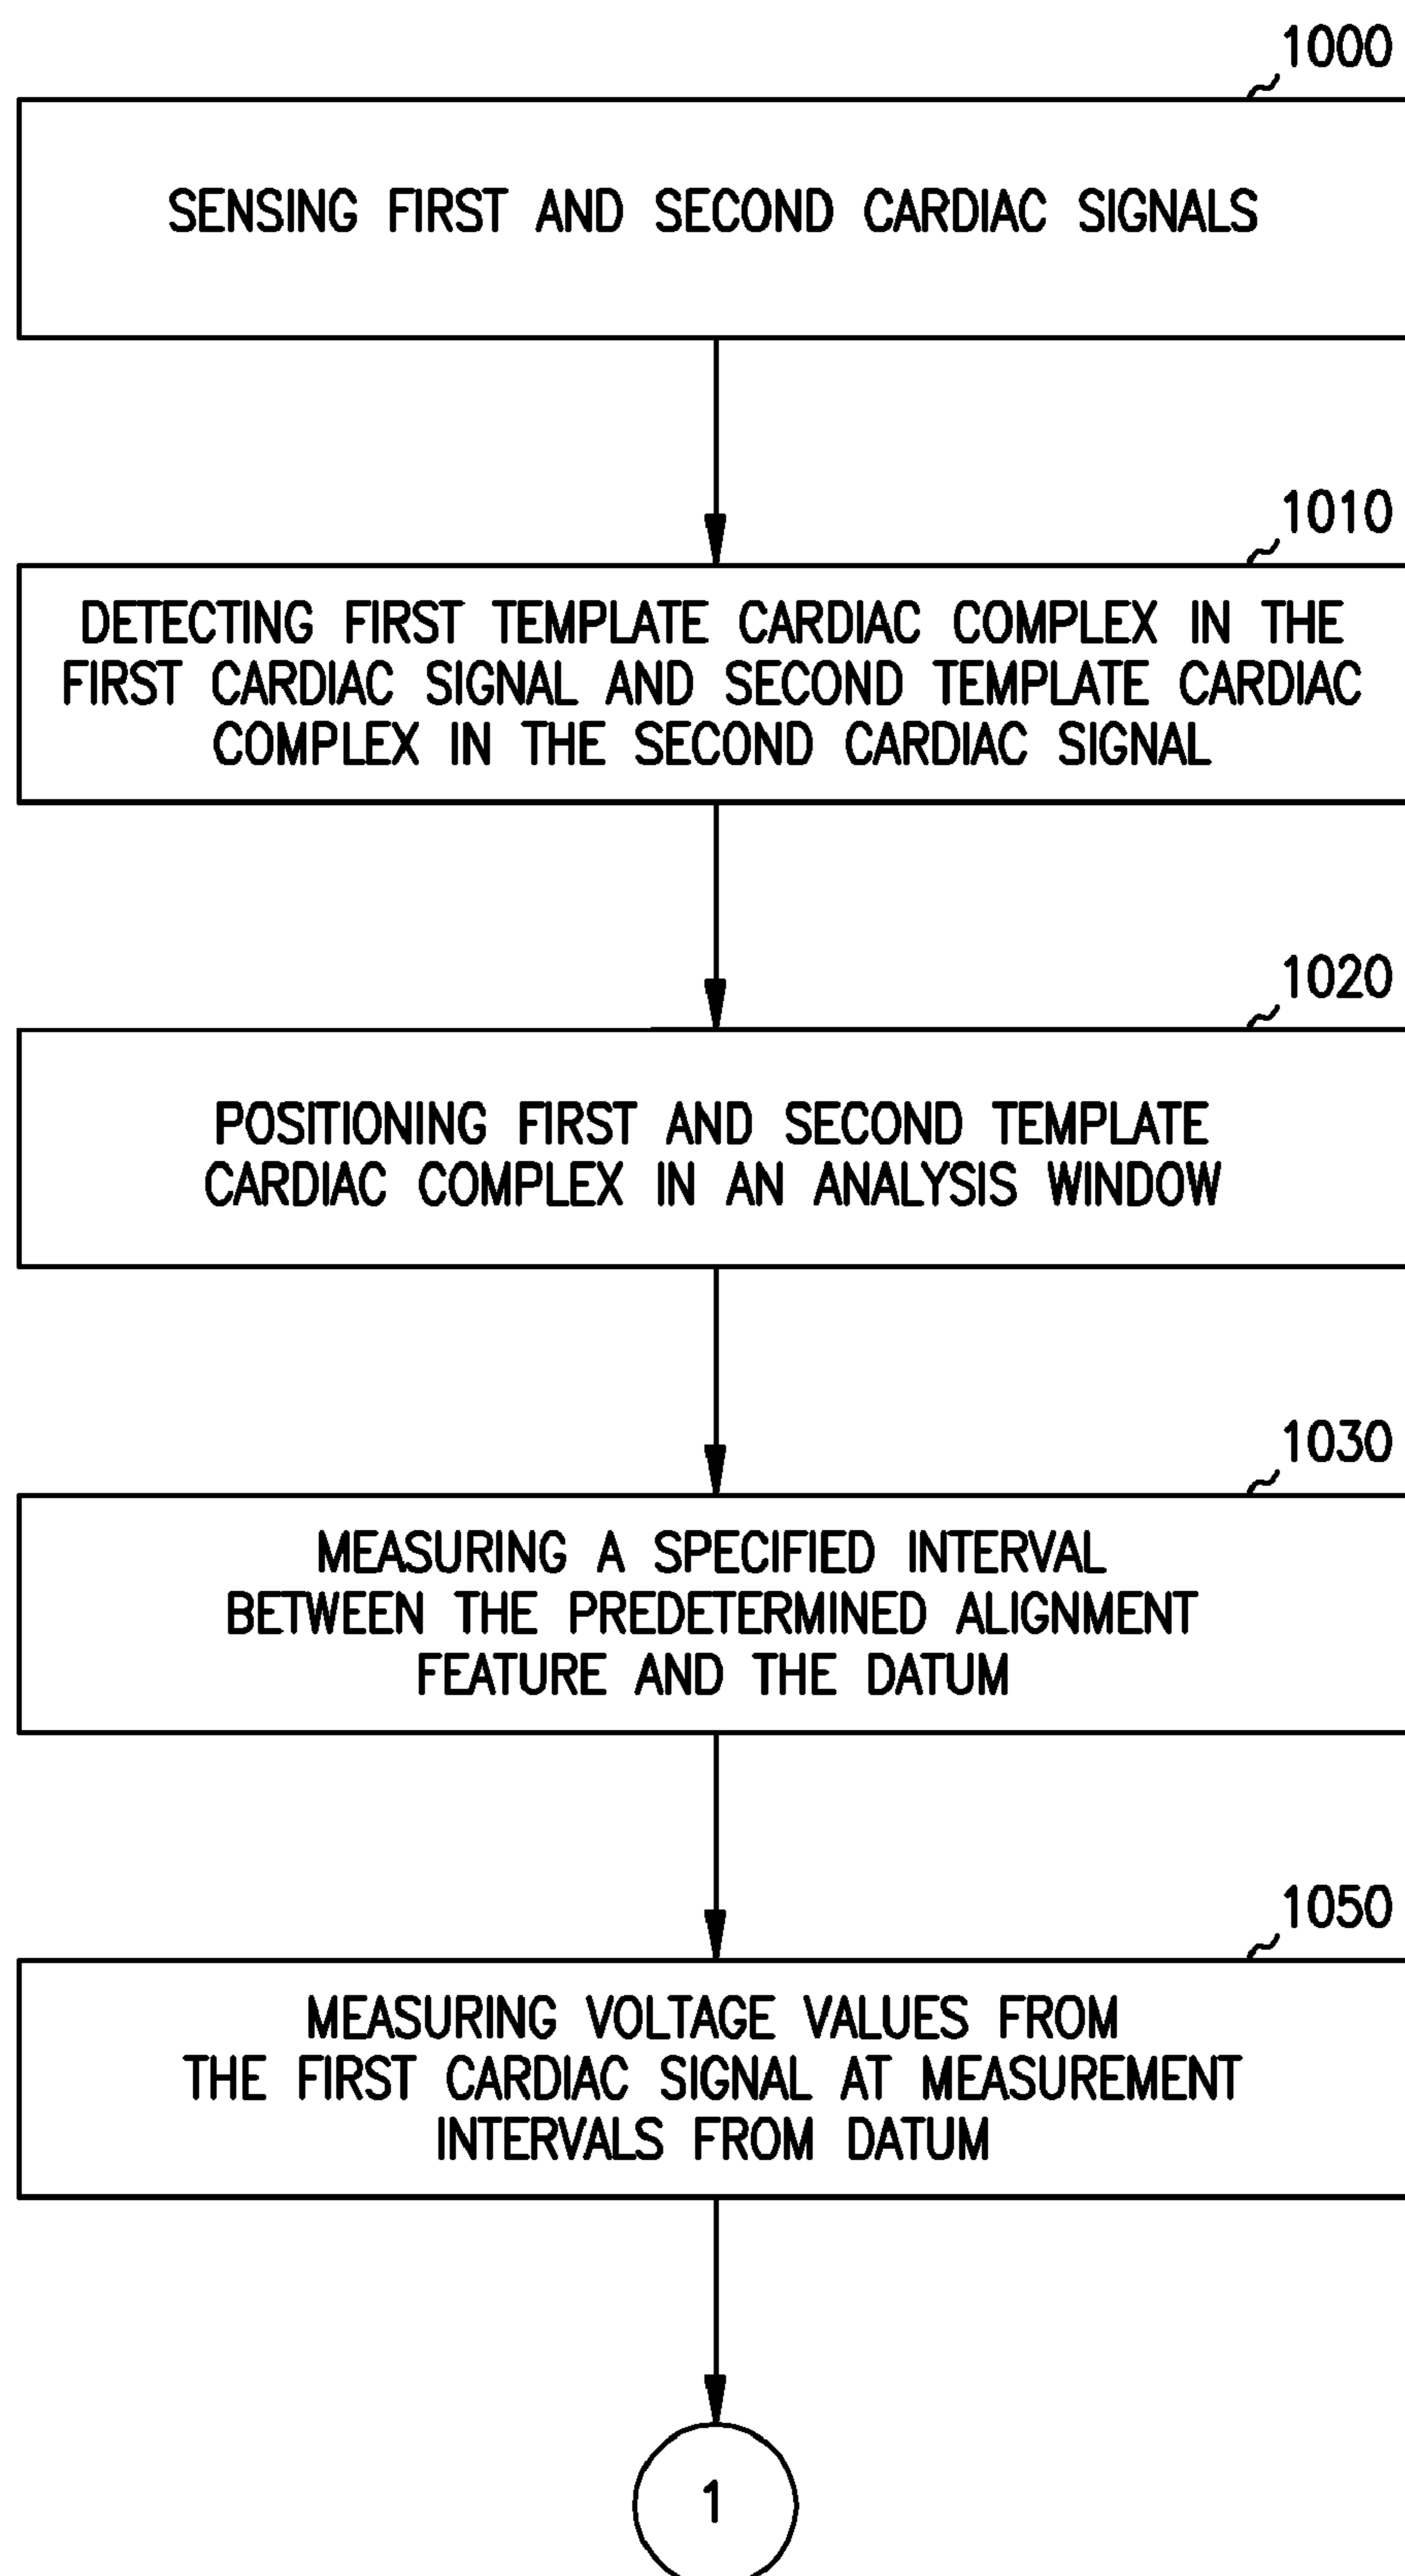 1000
SENSING FIRST AND SECOND CARDIAC SIGNALS
1010
DETECTING FIRST TEMPLATE CARDIAC COMPLEX IN THE
FIRST CARDIAC SIGNAL AND SECOND TEMPLATE CARDIAC
COMPLEX IN THE SECOND CARDIAC SIGNAL
1020
POSITIONING FIRST AND SECOND TEMPLATE
CARDIAC COMPLEX IN AN ANALYSIS WINDOW
1030
MEASURING A SPECIFIED INTERVAL
BETWEEN THE PREDETERMINED ALIGNMENT
FEATURE AND THE DATUM
1050
MEASURING VOLTAGE VALUES FROM
THE FIRST CARDIAC SIGNAL AT MEASUREMENT
INTERVALS FROM DATUM
1